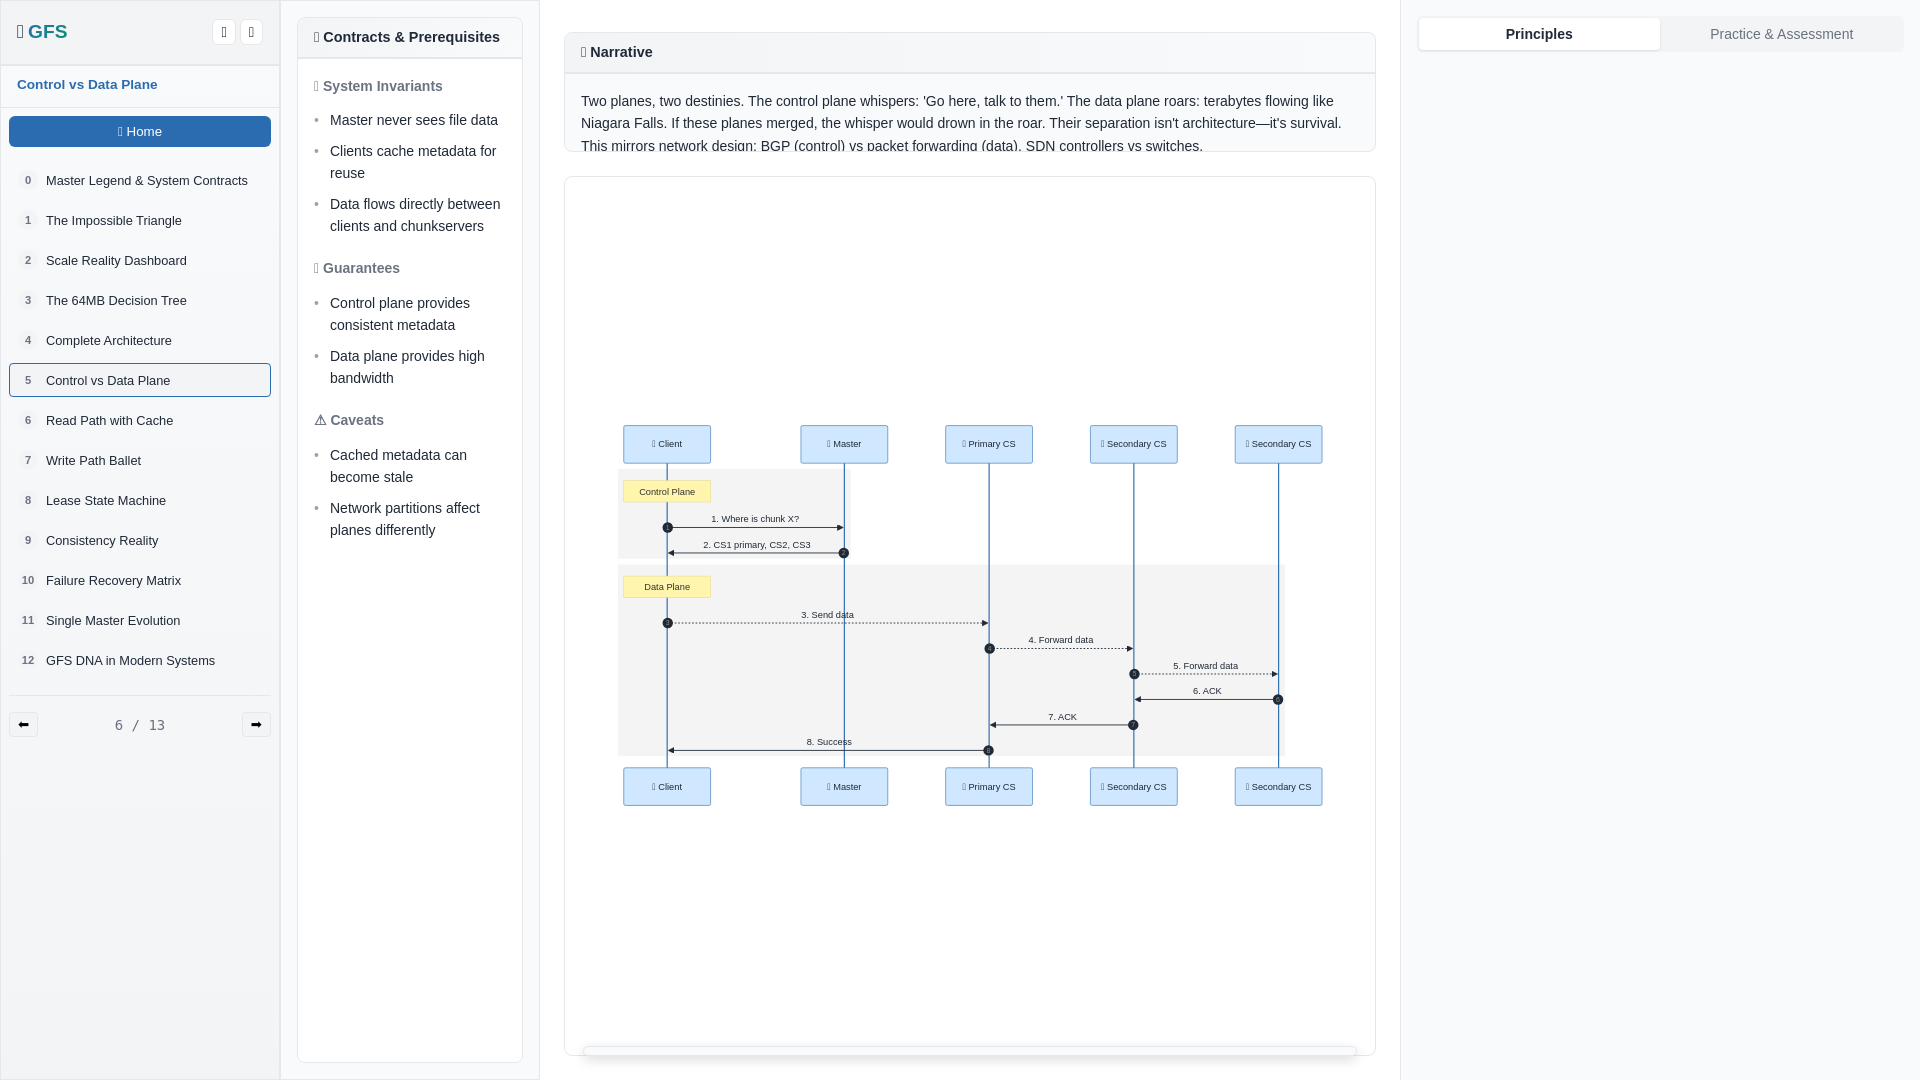 GFS
Control vs Data Plane
Home
0 Master Legend & System Contracts
1 The Impossible Triangle
2 Scale Reality Dashboard
3 The 64MB Decision Tree
4 Complete Architecture
5 Control vs Data Plane
6 Read Path with Cache
7 Write Path Ballet
8 Lease State Machine
9 Consistency Reality
10 Failure Recovery Matrix
11 Single Master Evolution
12 GFS DNA in Modern Systems
6 / 13
Contracts & Prerequisites
System Invariants
• Master never sees file data
• Clients cache metadata for
reuse
• Data flows directly between
clients and chunkservers
Guarantees
• Control plane provides
consistent metadata
• Data plane provides high
bandwidth
⚠ Caveats
• Cached metadata can
become stale
• Network partitions affect
planes differently
Narrative
Two planes, two destinies. The control plane whispers: 'Go here, talk to them.' The data plane roars: terabytes flowing like
Niagara Falls. If these planes merged, the whisper would drown in the roar. Their separation isn't architecture—it's survival.
This mirrors network design: BGP (control) vs packet forwarding (data). SDN controllers vs switches.
Client Master Primary CS Secondary CS Secondary CS
Control Plane
1. Where is chunk X?
1
2. CS1 primary, CS2, CS3
2
Data Plane
3. Send data
3
4. Forward data
4
5. Forward data
5
6. ACK
6
7. ACK
7
8. Success
8
Client Master Primary CS Secondary CS Secondary CS
Principles
Practice & Assessment